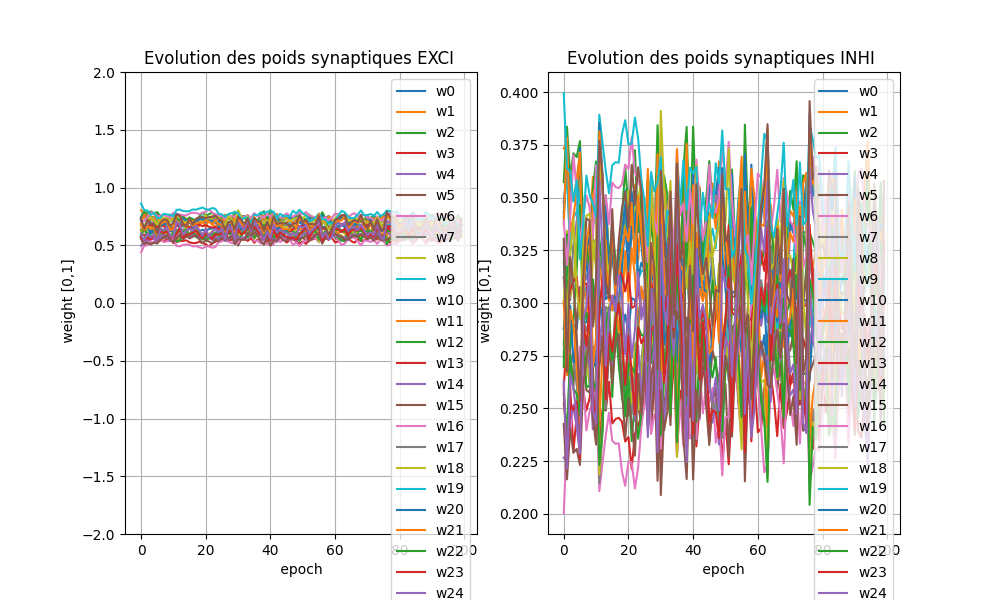 Evolution des poids synaptiques EXCI
weight [0,1]
2.0
1.5
1.0
0.5
0.0
−0.5
−1.0
−1.5
−2.0
0
20
40
60
80
100
epoch
w0
w1
w2
w3
w4
w5
w6
w7
w8
w9
w10
w11
w12
w13
w14
w15
w16
w17
w18
w19
w20
w21
w22
w23
w24
Evolution des poids synaptiques INHI
weight [0,1]
0.400
0.375
0.350
0.325
0.300
0.275
0.250
0.225
0.200
0
20
40
60
80
100
epoch
w0
w1
w2
w3
w4
w5
w6
w7
w8
w9
w10
w11
w12
w13
w14
w15
w16
w17
w18
w19
w20
w21
w22
w23
w24